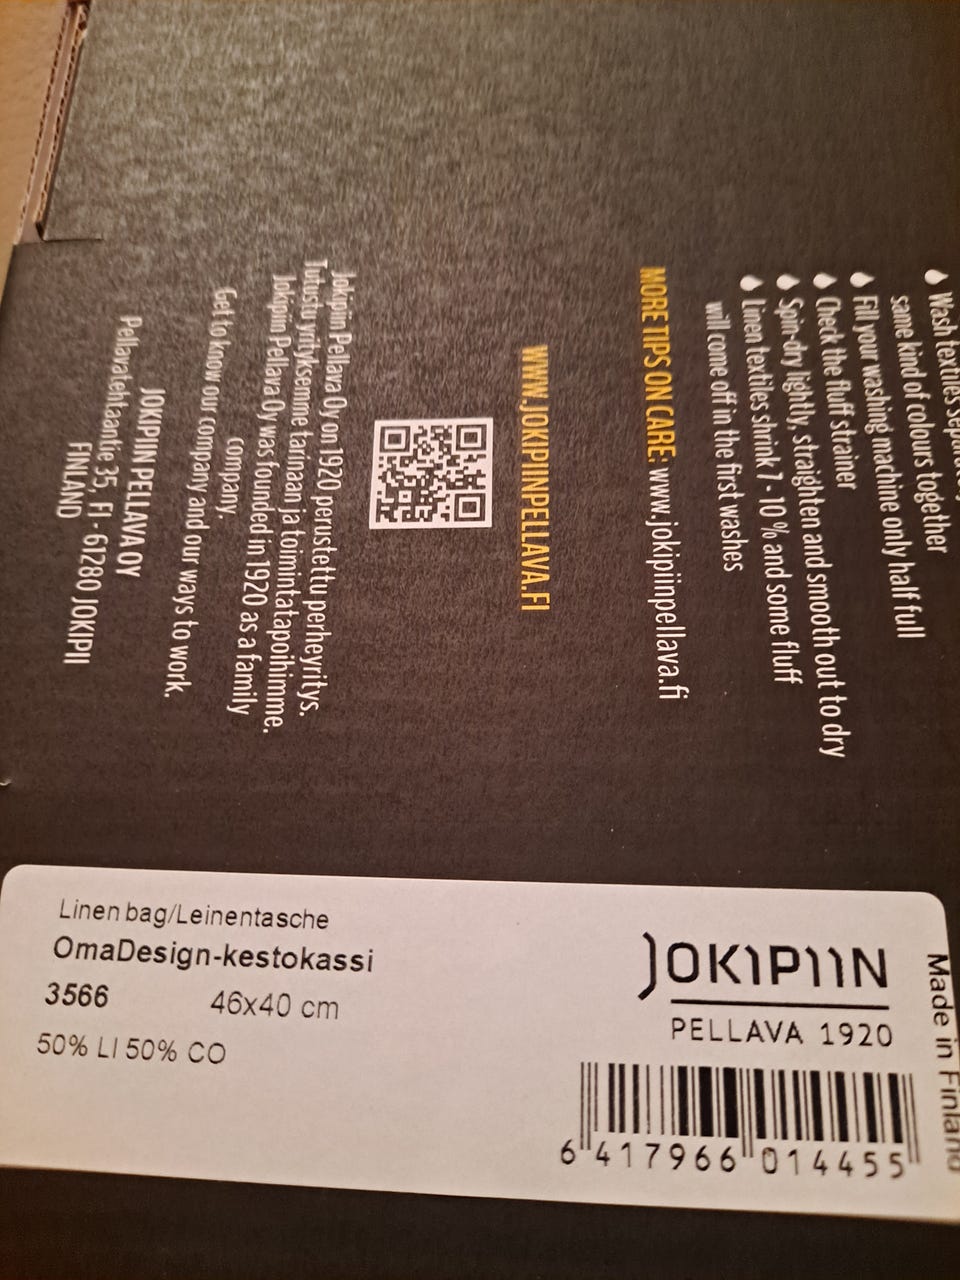 Wash textiles
same kind of colours together
Fill your washing machine only half full
Check the fluff strainer
Spin-dry lightly, straighten and smooth out to dry
Linen textiles shrink 7 - 10 % and some fluff
will come off in the first washes
MORE TIPS ON CARE: www.jokipiinpellava.fi
WWW.JOKIPIINPELLAVA.FI
Jokipiin Pellava Oy on 1920 perustettu perheyritys.
Tutustu yrityksemme tarinaan ja toimintatapoihimme.
Jokipiin Pellava Oy was founded in 1920 as a family
company.
Get to know our company and our ways to work.
JOKIPIIN PELLAVA OY
Pellavatehtaantie 35, FI - 61280 JOKIPII
FINLAND
Linen bag/Leinentasche
OmaDesign-kestokassi
3566 46x40 cm
50% LI 50% CO
JOKIPIIN
PELLAVA 1920
6 417966 014455
Made in Finland